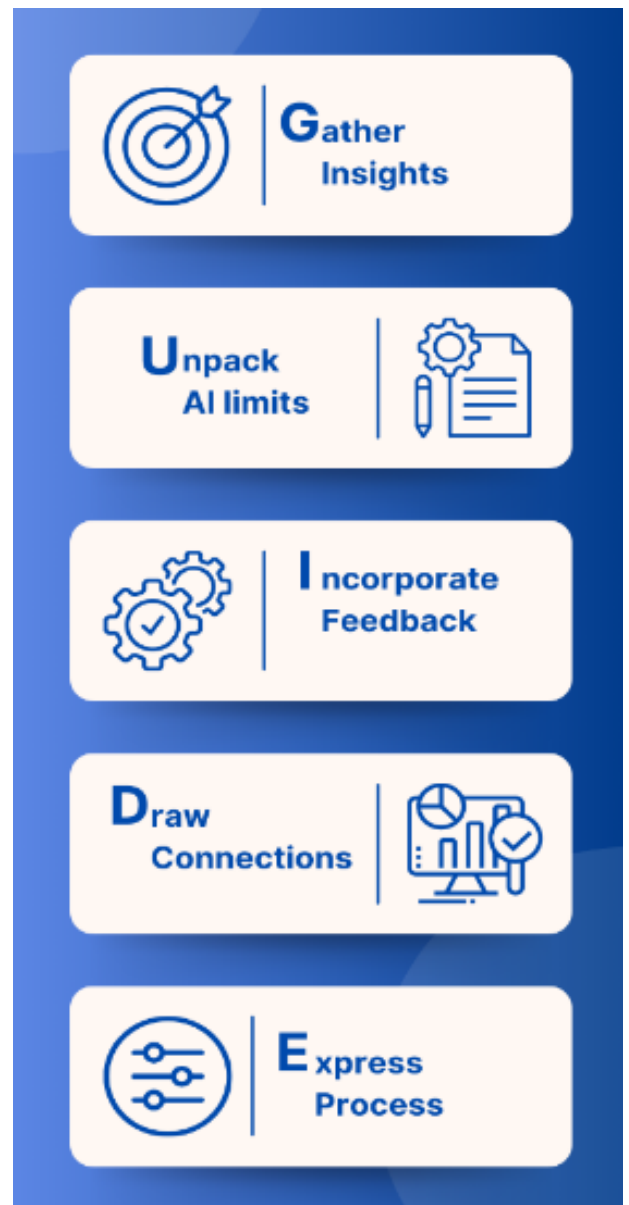 Gather
Insights
Unpack
AI limits
Incorporate
Feedback
Draw
Connections
Express
Process